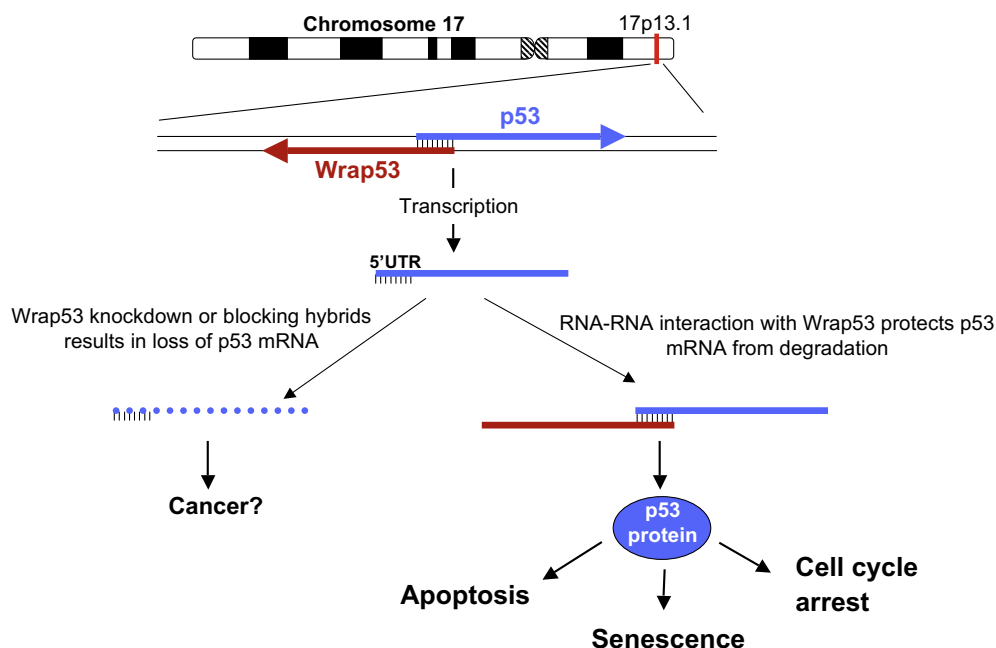 Chromosome 17
17p13.1
p53
Wrap53
Transcription
5’UTR
Wrap53 knockdown or blocking hybrids
results in loss of p53 mRNA
RNA-RNA interaction with Wrap53 protects p53
mRNA from degradation
Cancer?
p53
protein
Apoptosis
Cell cycle
arrest
Senescence